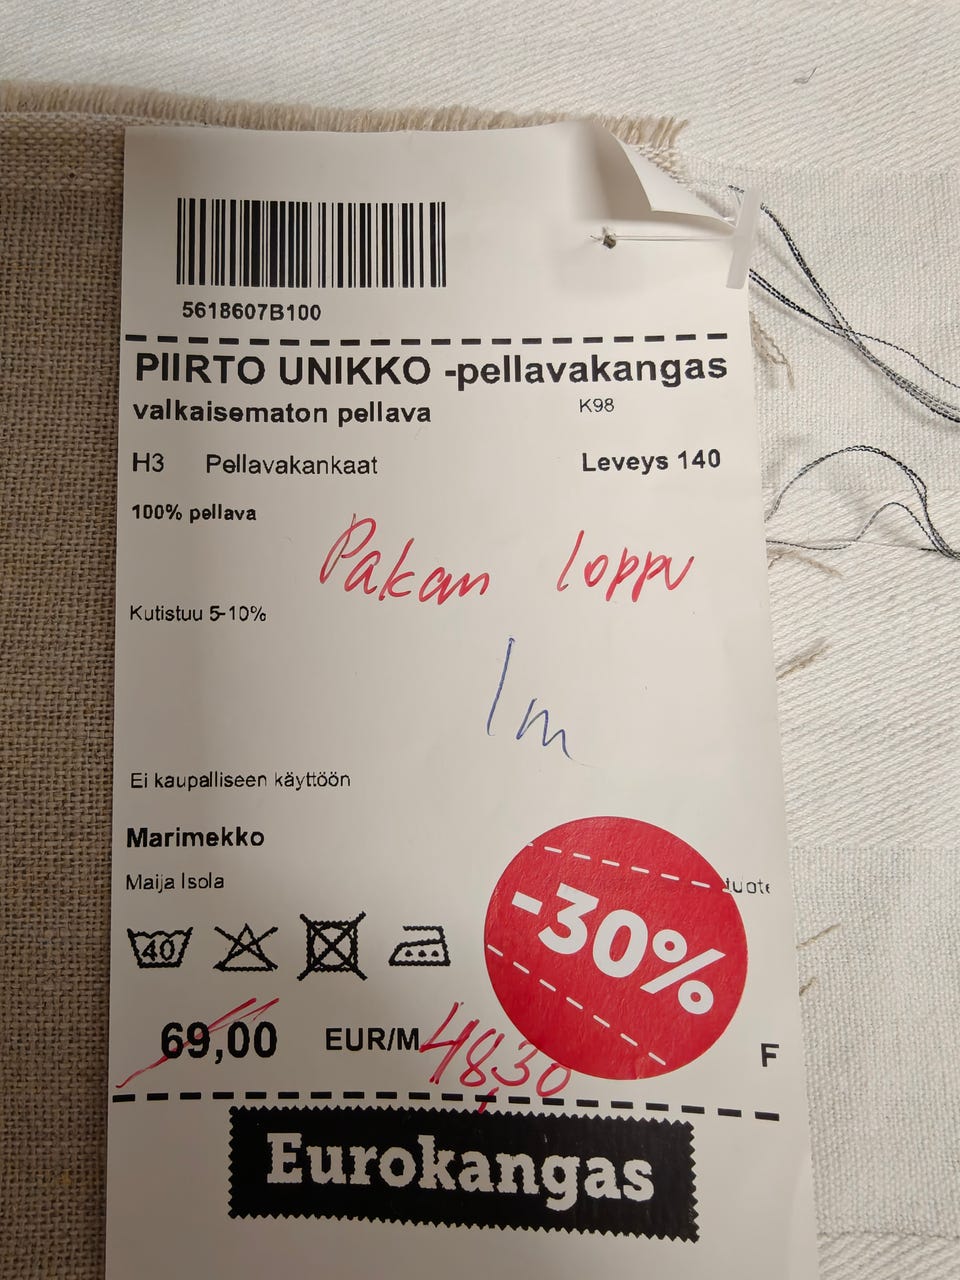 5618607B100
PIIRTO UNIKKO -pellavakangas
valkaisematon pellava K98
H3 Pellavakankaat Leveys 140
100% pellava
Pakan loppu
Kutistuu 5-10%
1m
Ei kaupalliseen käyttöön
Marimekko
Maija Isola
-30%
40
69,00 EUR/M 48,30 F
Eurokangas